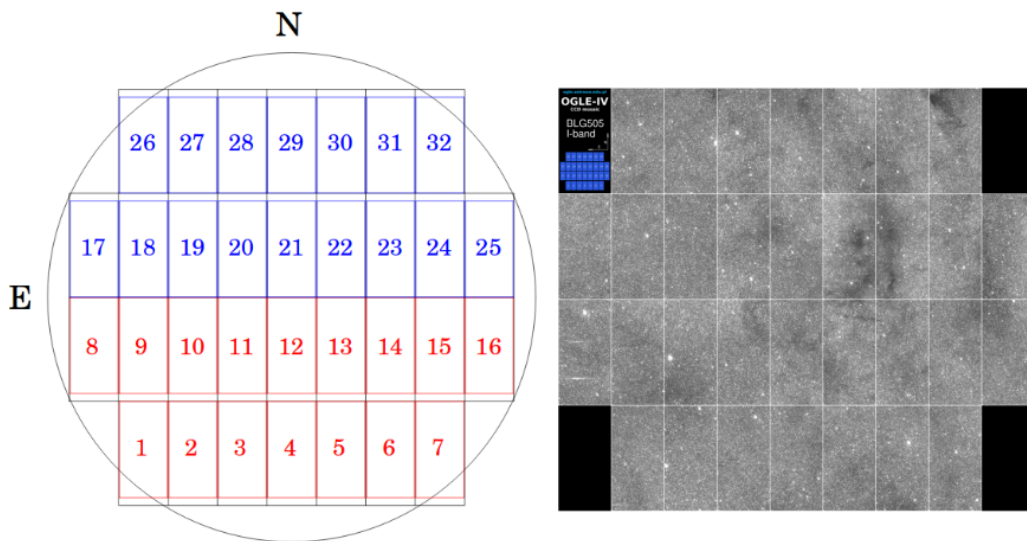 N
26 27 28 29 30 31 32
17 18 19 20 21 22 23 24 25
E
8 9 10 11 12 13 14 15 16
1 2 3 4 5 6 7
OGLE-IV
CCD mosaic
BLG505
I-band